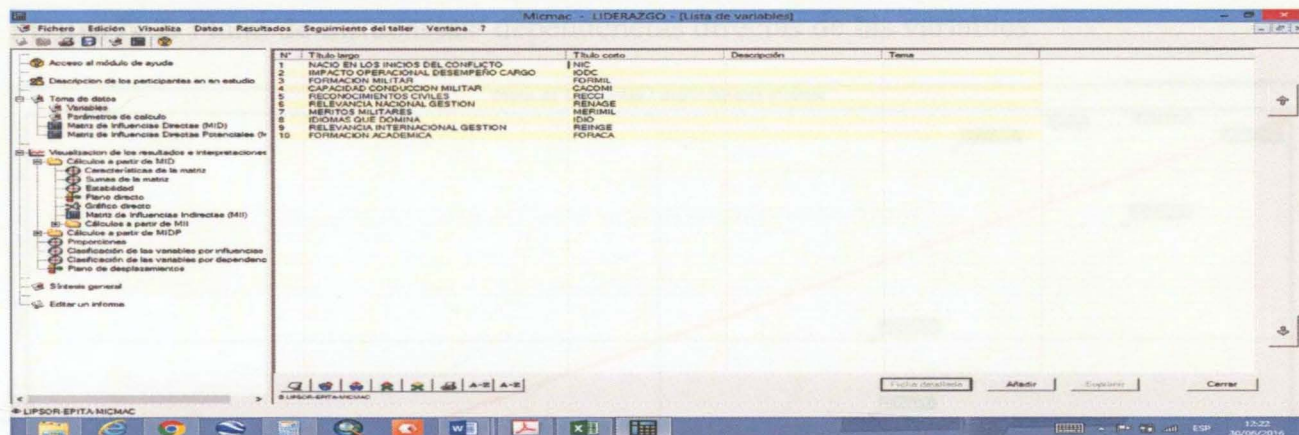 Micmac - LIDERAZGO - [Lista de variables]
Fichero Edición Visualiza Datos Resultados Seguimiento del taller Ventana ?
Acceso al módulo de ayuda
Descripcion de los participantes en en estudio
Toma de datos
Variables
Parámetros de calculo
Matriz de Influencias Directas (MID)
Matriz de Influencias Directas Potenciales (M
Visualizacion de los resultados e interpretaciones
Cálculos a partir de MID
Características de la matriz
Sumas de la matriz
Estabilidad
Plano directo
Gráfico directo
Matriz de Influencias Indirectas (MII)
Cálculos a partir de MII
Cálculos a partir de MIDP
Proporciones
Clasificación de las variables por influencias
Clasificación de las variables por dependenc
Plano de desplazamientos
Síntesis general
Editar un informe
N° Título largo Título corto Descripción Tema
1 NACIO EN LOS INICIOS DEL CONFLICTO NIC
2 IMPACTO OPERACIONAL DESEMPEÑO CARGO IODC
3 FORMACION MILITAR FORMIL
4 CAPACIDAD CONDUCCION MILITAR CACOMI
5 RECONOCIMIENTOS CIVILES RECCI
6 RELEVANCIA NACIONAL GESTION RENAGE
7 MERITOS MILITARES MERIMIL
8 IDIOMAS QUE DOMINA IDIO
9 RELEVANCIA INTERNACIONAL GESTION REINGE
10 FORMACION ACADEMICA FORACA
A-Z A-Z
Ficha detallada Añadir Suprimir Cerrar
© LIPSOR-EPITA-MICMAC
© LIPSOR-EPITA-MICMAC
ESP
12:22
30/06/2016